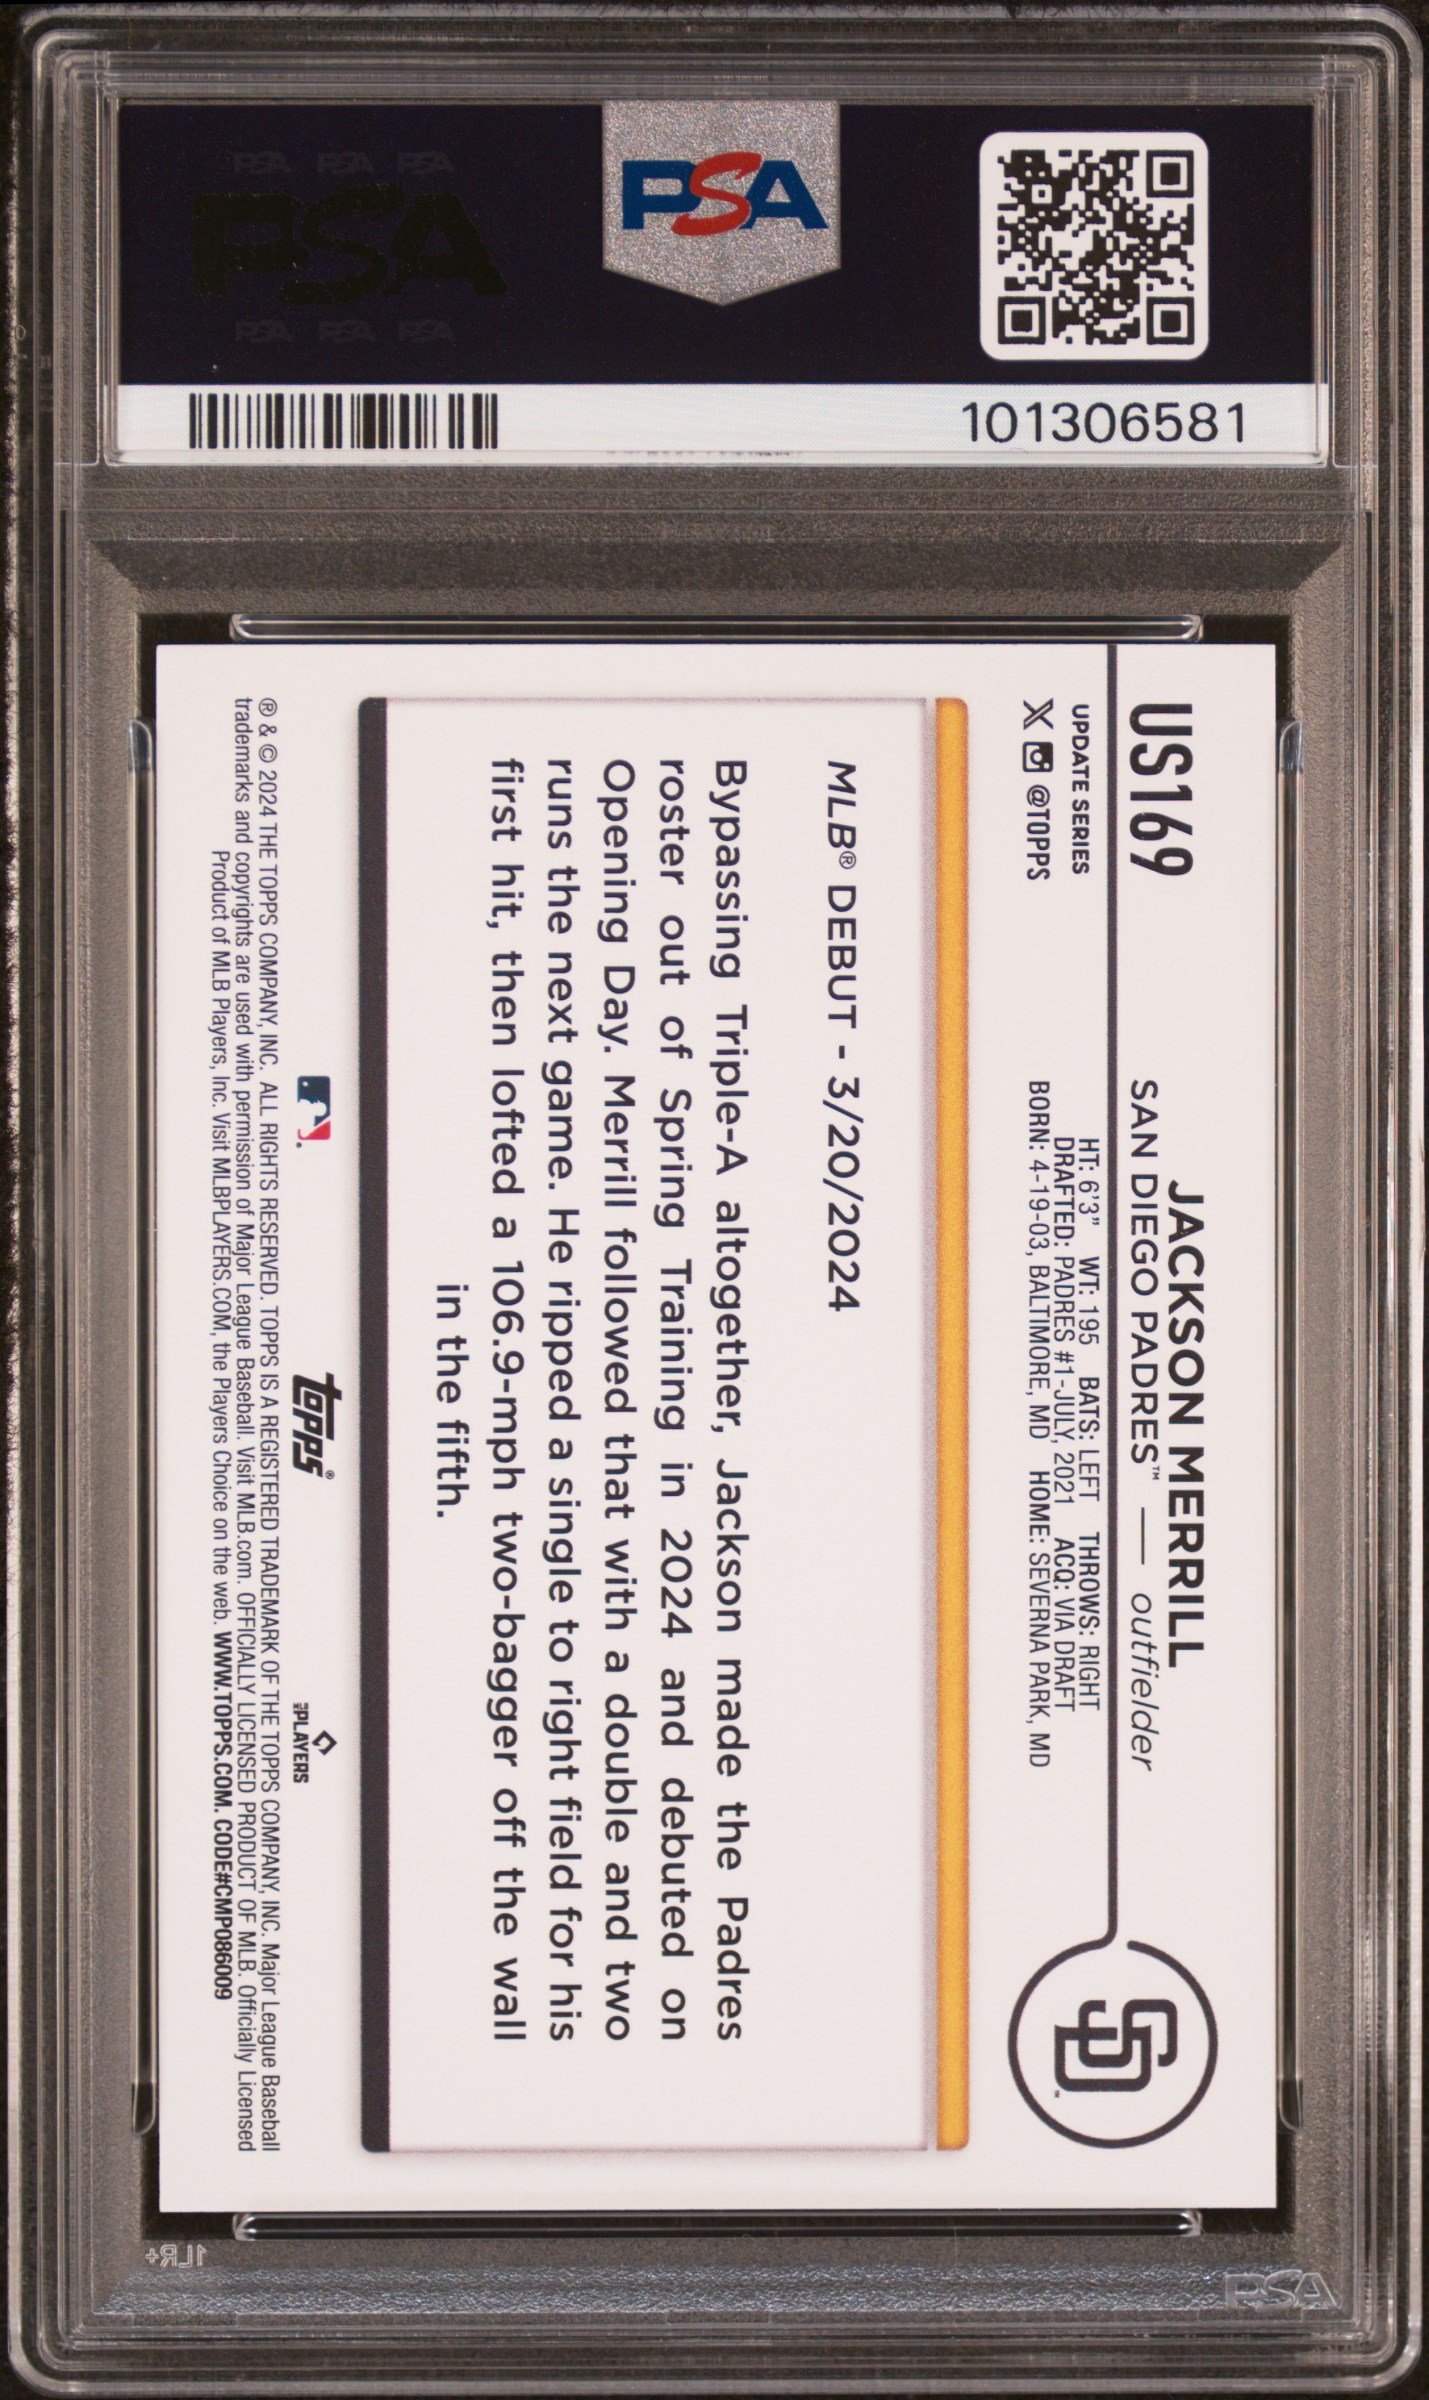 PSA PSA PSA
PSA
PSA PSA PSA
PSA
101306581
US169
JACKSON MERRILL
SAN DIEGO PADRES™ — outfielder
UPDATE SERIES
X @TOPPS
HT: 6'3" WT: 195 BATS: LEFT THROWS: RIGHT
DRAFTED: PADRES #1-JULY, 2021 ACQ: VIA DRAFT
BORN: 4-19-03, BALTIMORE, MD HOME: SEVERNA PARK, MD
SD™
MLB® DEBUT - 3/20/2024
Bypassing Triple-A altogether, Jackson made the Padres
roster out of Spring Training in 2024 and debuted on
Opening Day. Merrill followed that with a double and two
runs the next game. He ripped a single to right field for his
first hit, then lofted a 106.9-mph two-bagger off the wall
in the fifth.
topps®
PLAYERS
® & © 2024 THE TOPPS COMPANY, INC. ALL RIGHTS RESERVED. TOPPS IS A REGISTERED TRADEMARK OF THE TOPPS COMPANY, INC. Major League Baseball
trademarks and copyrights are used with permission of Major League Baseball. Visit MLB.com. OFFICIALLY LICENSED PRODUCT OF MLB. Officially Licensed
Product of MLB Players, Inc. Visit MLBPLAYERS.COM, the Players Choice on the web. WWW.TOPPS.COM. CODE#CMP086009
1LR+
PSA